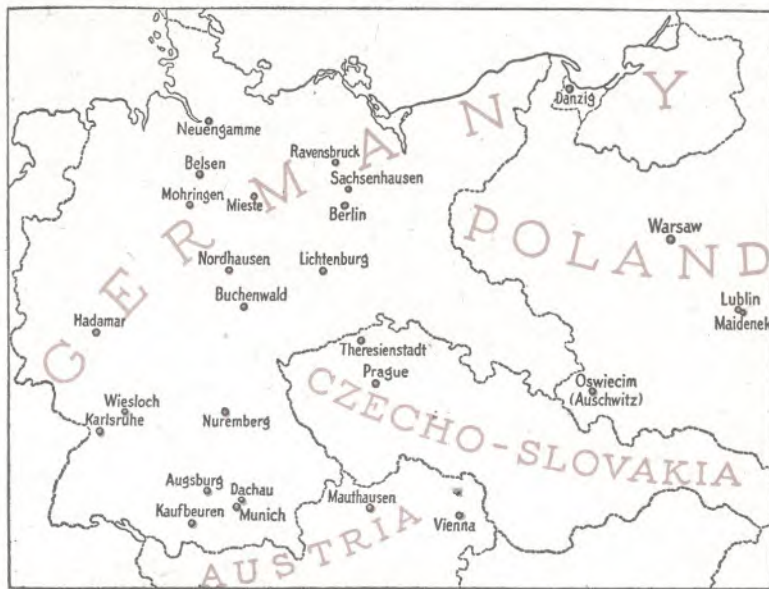 GERMANY
Danzig
Neuengamme
Ravensbruck
Belsen
Sachsenhausen
Mohringen
Mieste
Berlin
POLAND
Warsaw
Nordhausen
Lichtenburg
Buchenwald
Lublin
Maidenek
Hadamar
Theresienstadt
Prague
Oswiecim
(Auschwitz)
CZECHO-SLOVAKIA
Wiesloch
Karlsrühe
Nuremberg
Augsburg
Dachau
Munich
Kaufbeuren
Mauthausen
Vienna
AUSTRIA